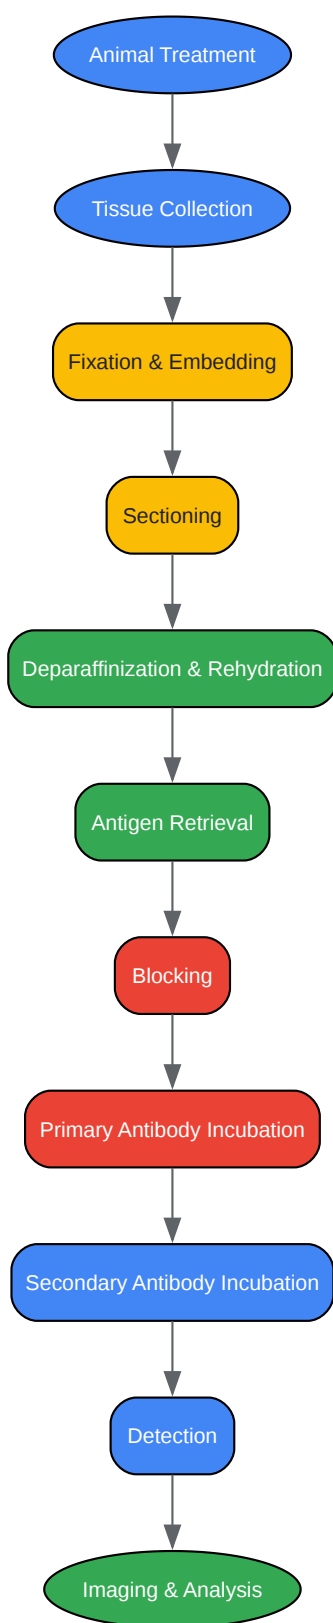 Animal Treatment
Tissue Collection
Fixation & Embedding
Sectioning
Deparaffinization & Rehydration
Antigen Retrieval
Blocking
Primary Antibody Incubation
Secondary Antibody Incubation
Detection
Imaging & Analysis